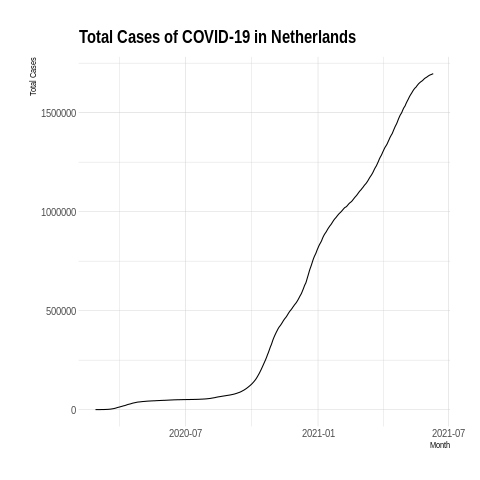 Total Cases of COVID-19 in Netherlands
Total Cases
1500000
1000000
500000
0
2020-07
2021-01
2021-07
Month